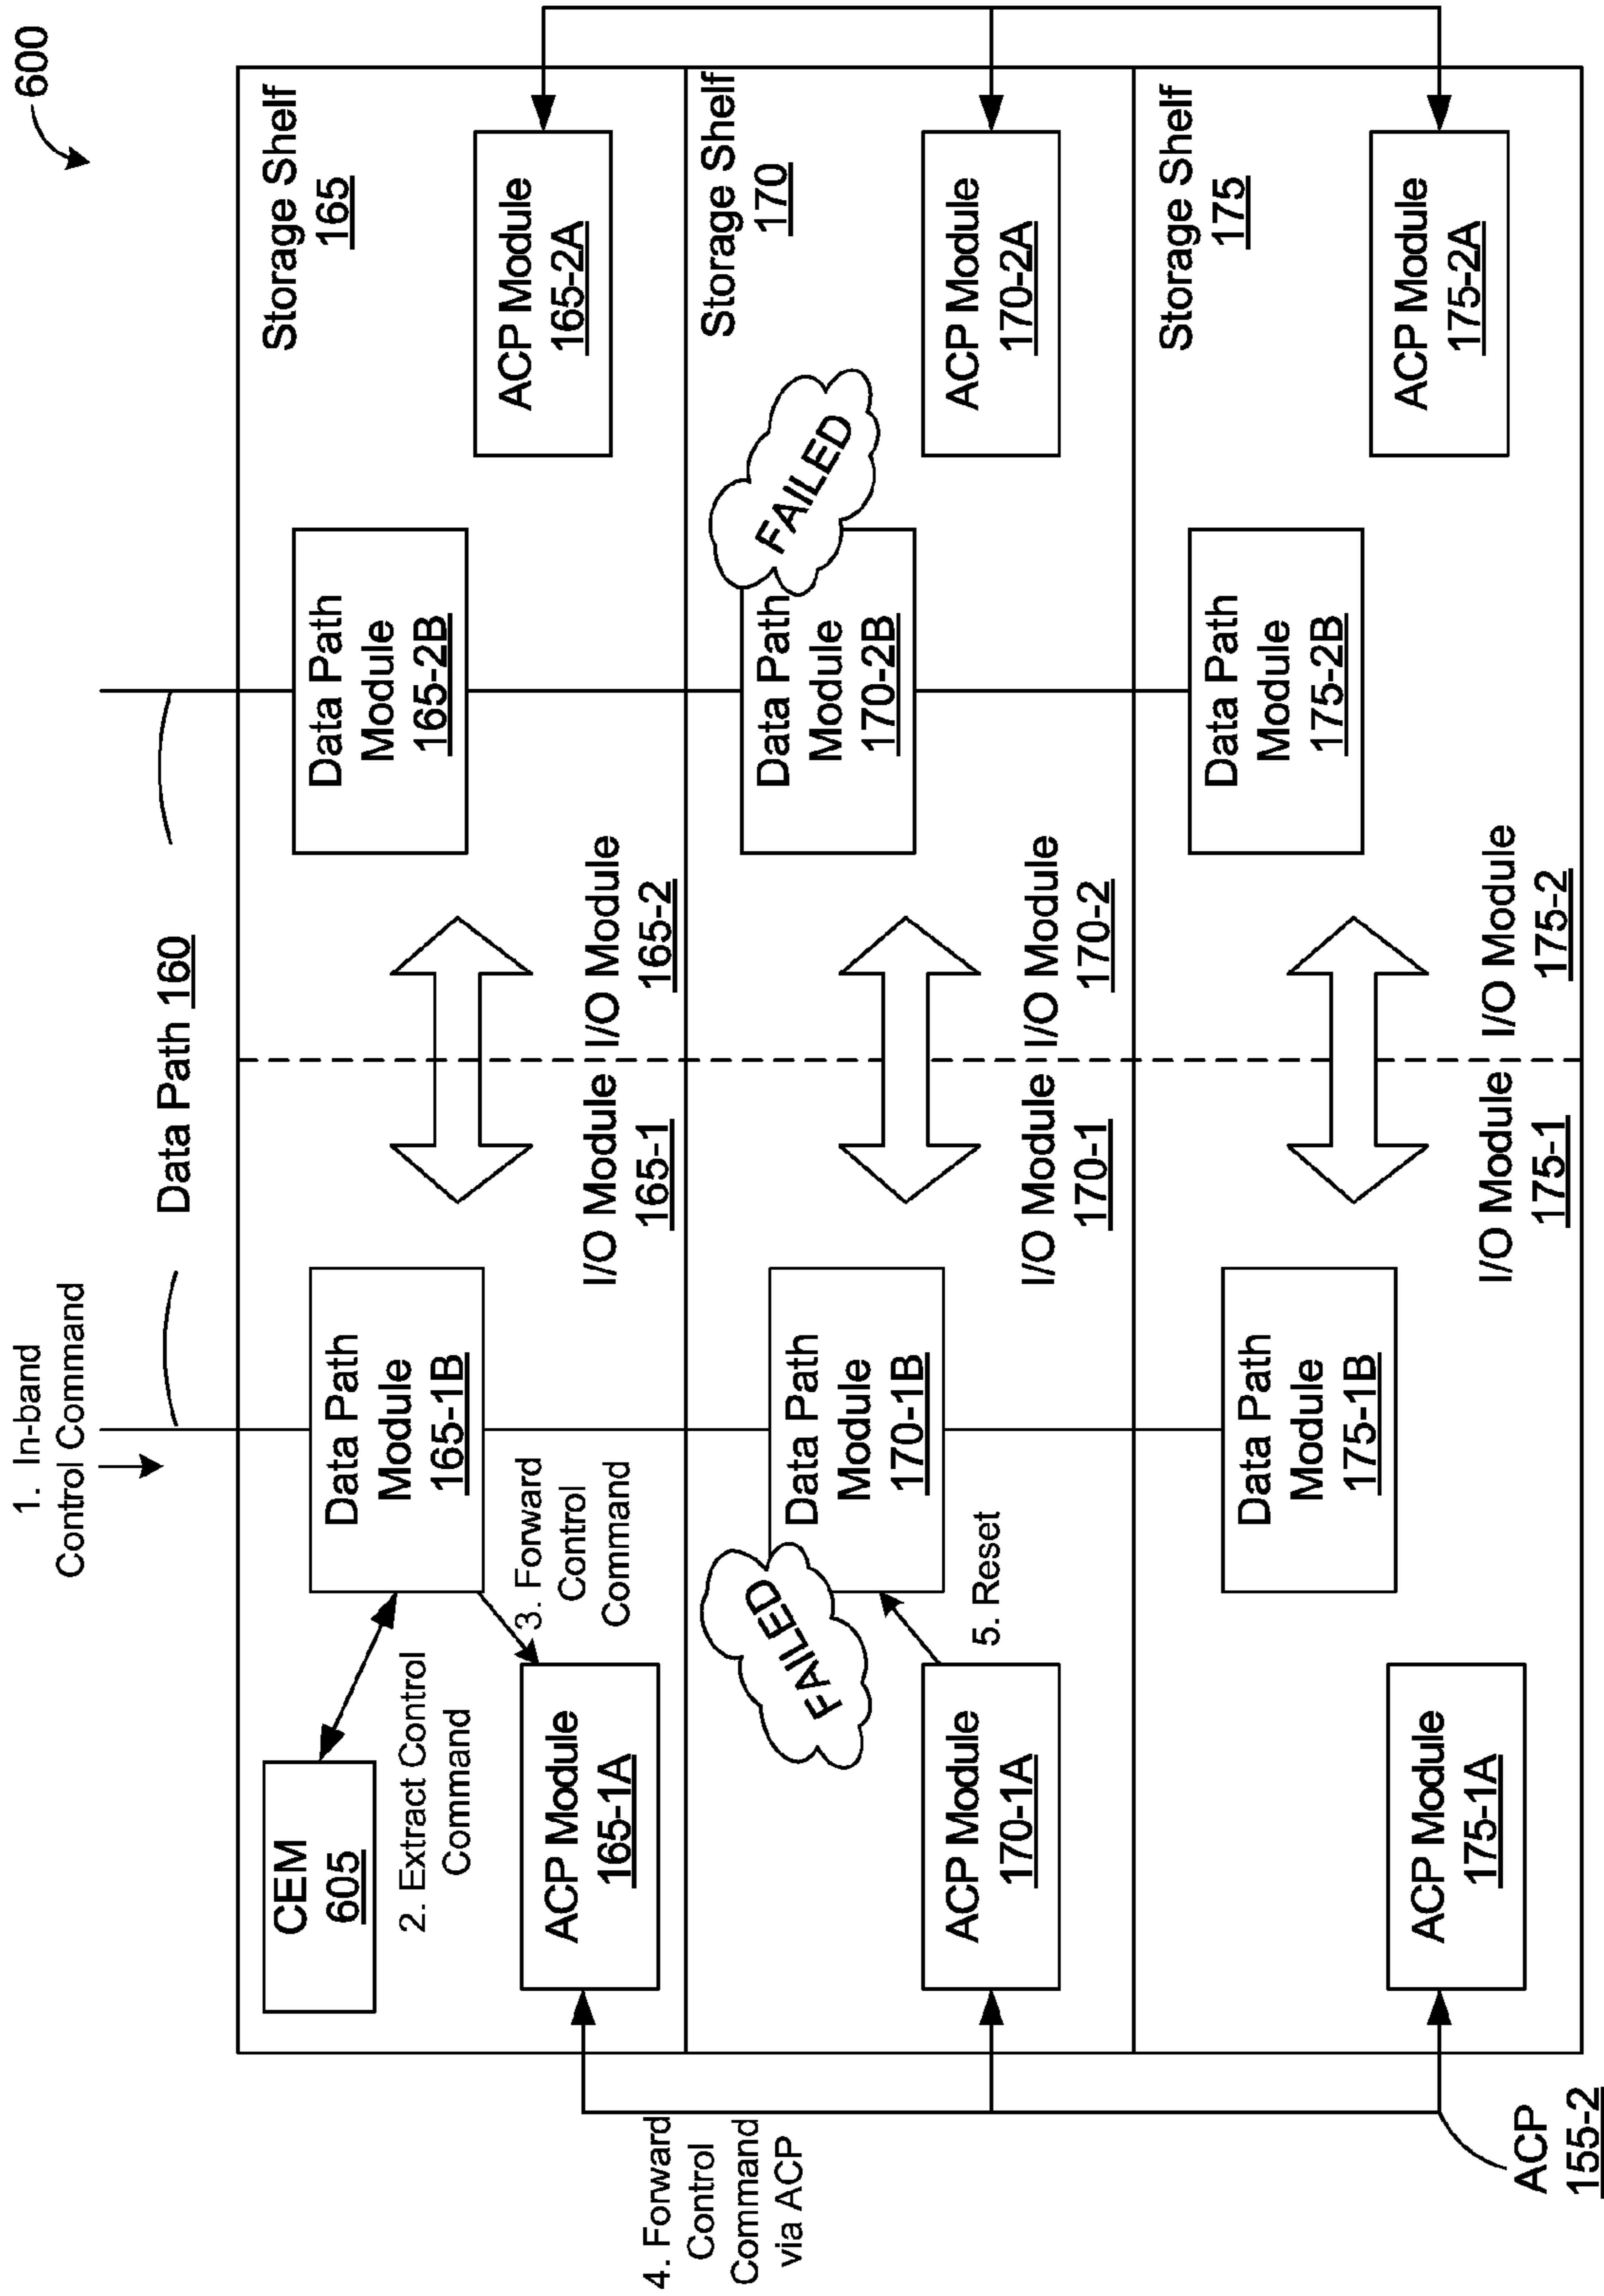 600
1. In-band
Control Command
Data Path 160
Storage Shelf
165
CEM
605
2. Extract Control
Command
Data Path
Module
165-1B
3. Forward
Control
Command
ACP Module
165-1A
I/O Module
165-1
I/O Module
165-2
Data Path
Module
165-2B
ACP Module
165-2A
Storage Shelf
170
FAILED
Data Path
Module
170-1B
ACP Module
170-1A
5. Reset
I/O Module
170-1
I/O Module
170-2
FAILED
Data Path
Module
170-2B
ACP Module
170-2A
Storage Shelf
175
Data Path
Module
175-1B
ACP Module
175-1A
I/O Module
175-1
I/O Module
175-2
Data Path
Module
175-2B
ACP Module
175-2A
4. Forward
Control
Command
via ACP
ACP
155-2